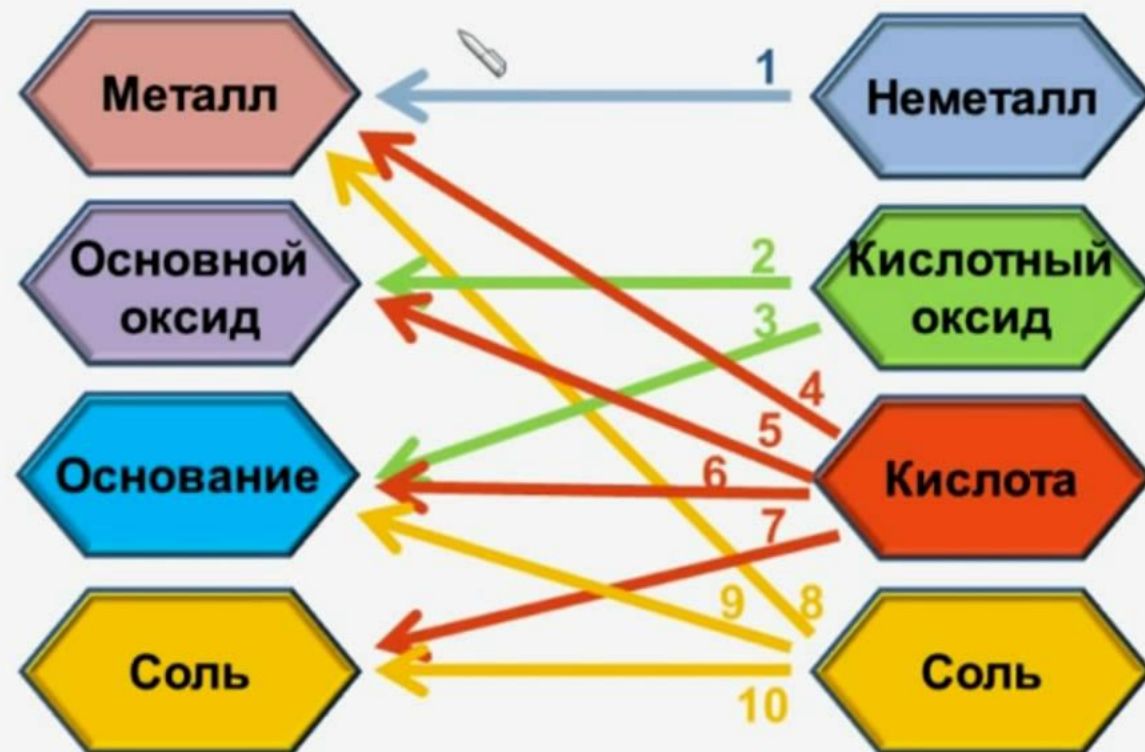 Металл
1
Неметалл
Основной
оксид
2
3
Кислотный
оксид
4
5
Основание
6
7
Кислота
Соль
9
8
10
Соль